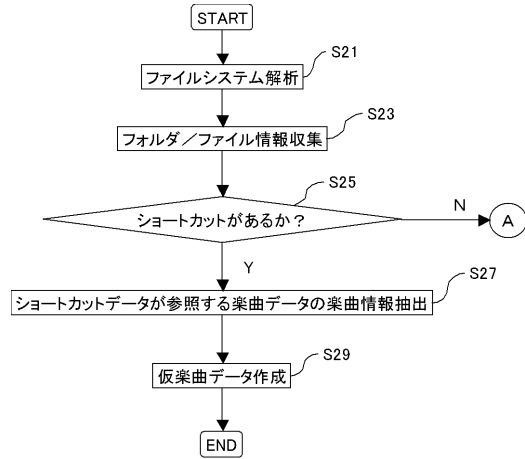 START
S21
ファイルシステム解析
S23
フォルダ／ファイル情報収集
S25
ショートカットがあるか？
N
A
Y
S27
ショートカットデータが参照する楽曲データの楽曲情報抽出
S29
仮楽曲データ作成
END